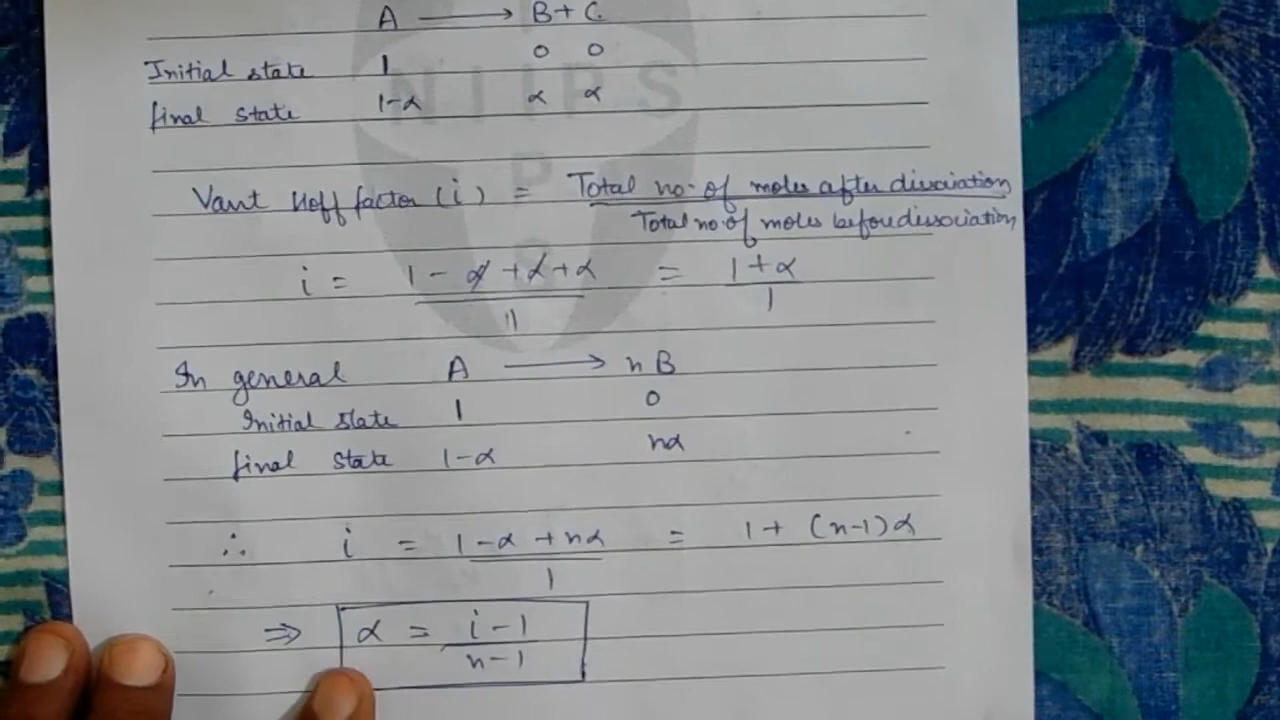 A ⟶ B + C
Initial state 1 0 0
final state 1-α α α
NIIPS
P
S
Vant Hoff factor (i) = Total no. of moles after dissociation
Total no. of moles before dissociation
i = 1 - α + α + α = 1 + α
1 1
In general A ⟶ n B
Initial state 1 0
final state 1-α nα
∴ i = 1-α + nα = 1 + (n-1)α
1
⇒ α = i-1
n-1